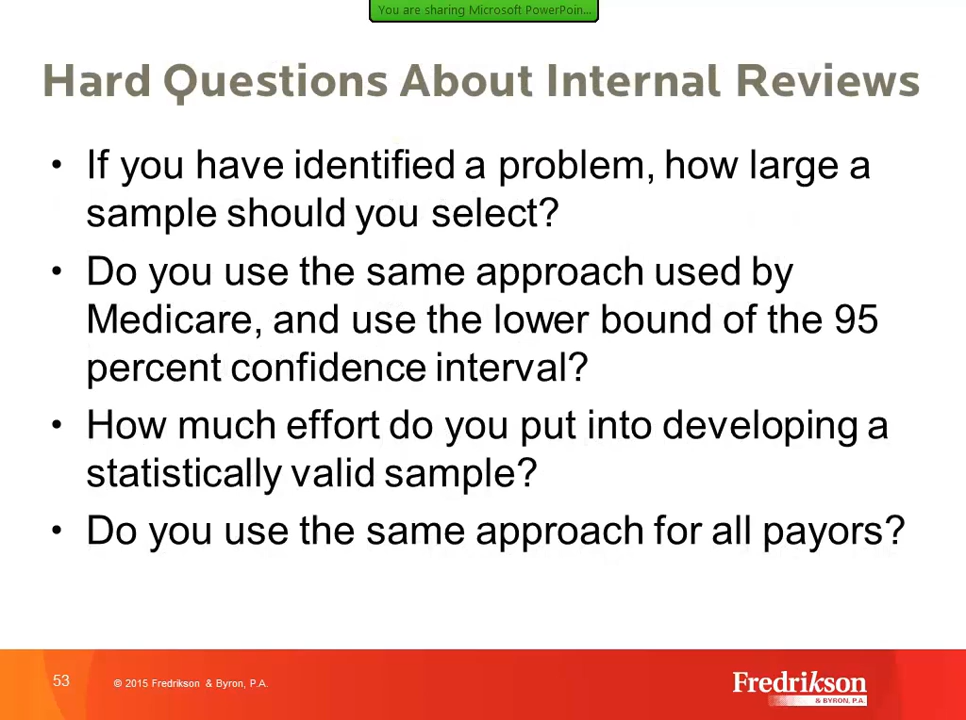 You are sharing Microsoft PowerPoin...
Hard Questions About Internal Reviews
• If you have identified a problem, how large a
sample should you select?
• Do you use the same approach used by
Medicare, and use the lower bound of the 95
percent confidence interval?
• How much effort do you put into developing a
statistically valid sample?
• Do you use the same approach for all payors?
53
© 2015 Fredrikson & Byron, P.A.
Fredrikson
& BYRON, P.A.